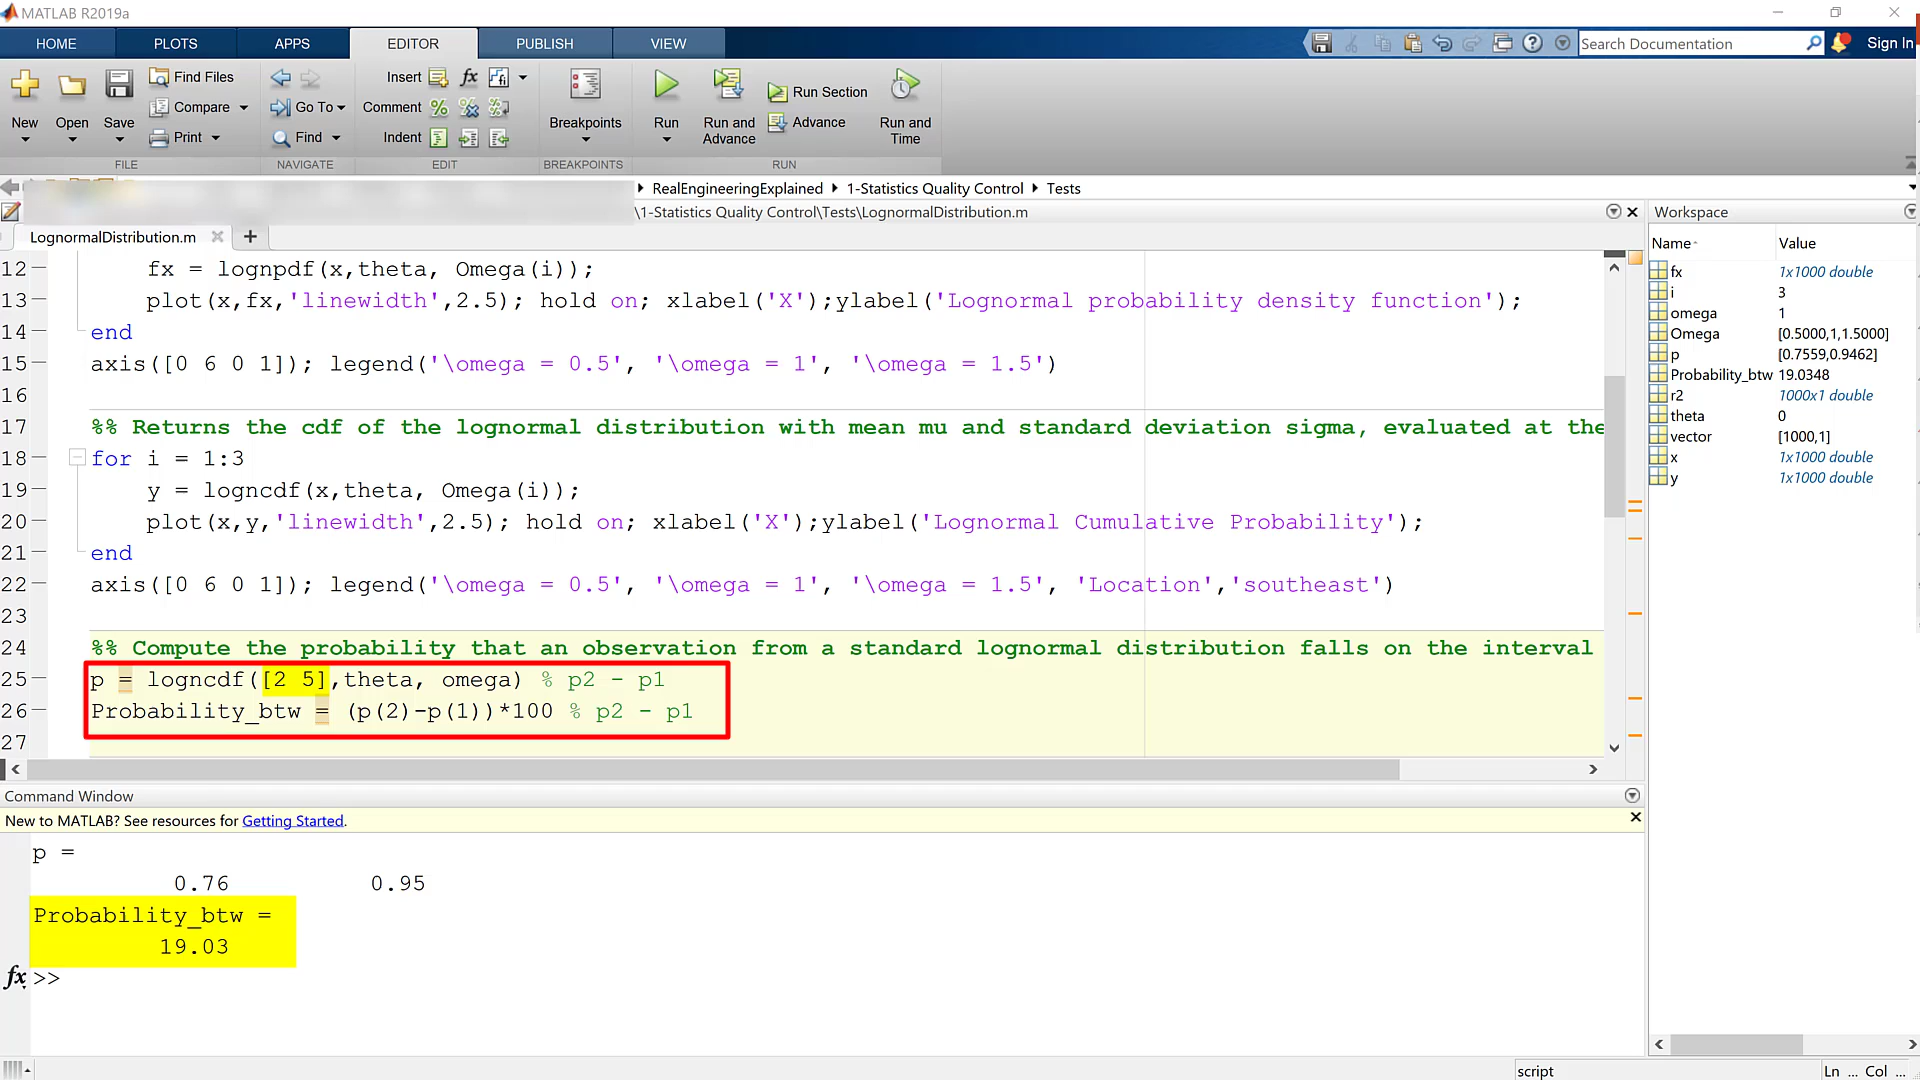 MATLAB R2019a
HOME PLOTS APPS EDITOR PUBLISH VIEW
Search Documentation
Sign In
New
Open
Save
Find Files
Compare
Print
FILE
Go To
Find
NAVIGATE
Insert fx
Comment
Indent
EDIT
Breakpoints
BREAKPOINTS
Run
Run and Advance
Run Section
Advance
Run and Time
RUN
RealEngineeringExplained 1-Statistics Quality Control Tests
\1-Statistics Quality Control\Tests\LognormalDistribution.m
LognormalDistribution.m
12 fx = lognpdf(x,theta, Omega(i));
13 plot(x,fx,'linewidth',2.5); hold on; xlabel('X');ylabel('Lognormal probability density function');
14 end
15 axis([0 6 0 1]); legend('\omega = 0.5', '\omega = 1', '\omega = 1.5')
16
17 %% Returns the cdf of the lognormal distribution with mean mu and standard deviation sigma, evaluated at the
18 for i = 1:3
19 y = logncdf(x,theta, Omega(i));
20 plot(x,y,'linewidth',2.5); hold on; xlabel('X');ylabel('Lognormal Cumulative Probability');
21 end
22 axis([0 6 0 1]); legend('\omega = 0.5', '\omega = 1', '\omega = 1.5', 'Location','southeast')
23
24 %% Compute the probability that an observation from a standard lognormal distribution falls on the interval
25 p = logncdf([2 5],theta, omega) % p2 - p1
26 Probability_btw = (p(2)-p(1))*100 % p2 - p1
27
Workspace
Name Value
fx 1x1000 double
i 3
omega 1
Omega [0.5000,1,1.5000]
p [0.7559,0.9462]
Probability_btw 19.0348
r2 1000x1 double
theta 0
vector [1000,1]
x 1x1000 double
y 1x1000 double
Command Window
New to MATLAB? See resources for Getting Started.
p =
0.76 0.95
Probability_btw =
19.03
fx >>
script
Ln ... Col ...